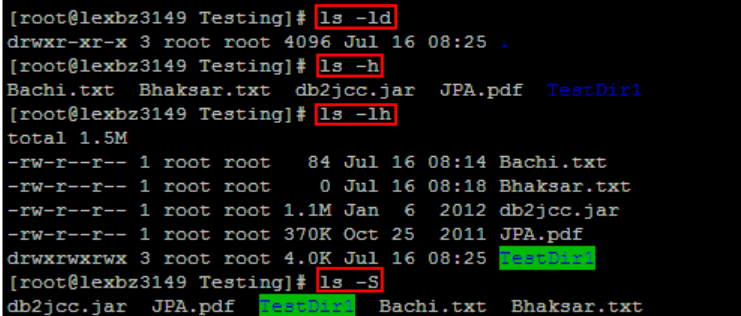 [root@lexbz3149 Testing]# ls -ld
drwxr-xr-x 3 root root 4096 Jul 16 08:25 .
[root@lexbz3149 Testing]# ls -h
Bachi.txt  Bhaksar.txt  db2jcc.jar  JPA.pdf  TestDir1
[root@lexbz3149 Testing]# ls -lh
total 1.5M
-rw-r--r-- 1 root root   84 Jul 16 08:14 Bachi.txt
-rw-r--r-- 1 root root    0 Jul 16 08:18 Bhaksar.txt
-rw-r--r-- 1 root root 1.1M Jan  6  2012 db2jcc.jar
-rw-r--r-- 1 root root 370K Oct 25  2011 JPA.pdf
drwxrwxrwx 3 root root 4.0K Jul 16 08:25 TestDir1
[root@lexbz3149 Testing]# ls -S
db2jcc.jar  JPA.pdf  TestDir1  Bachi.txt  Bhaksar.txt